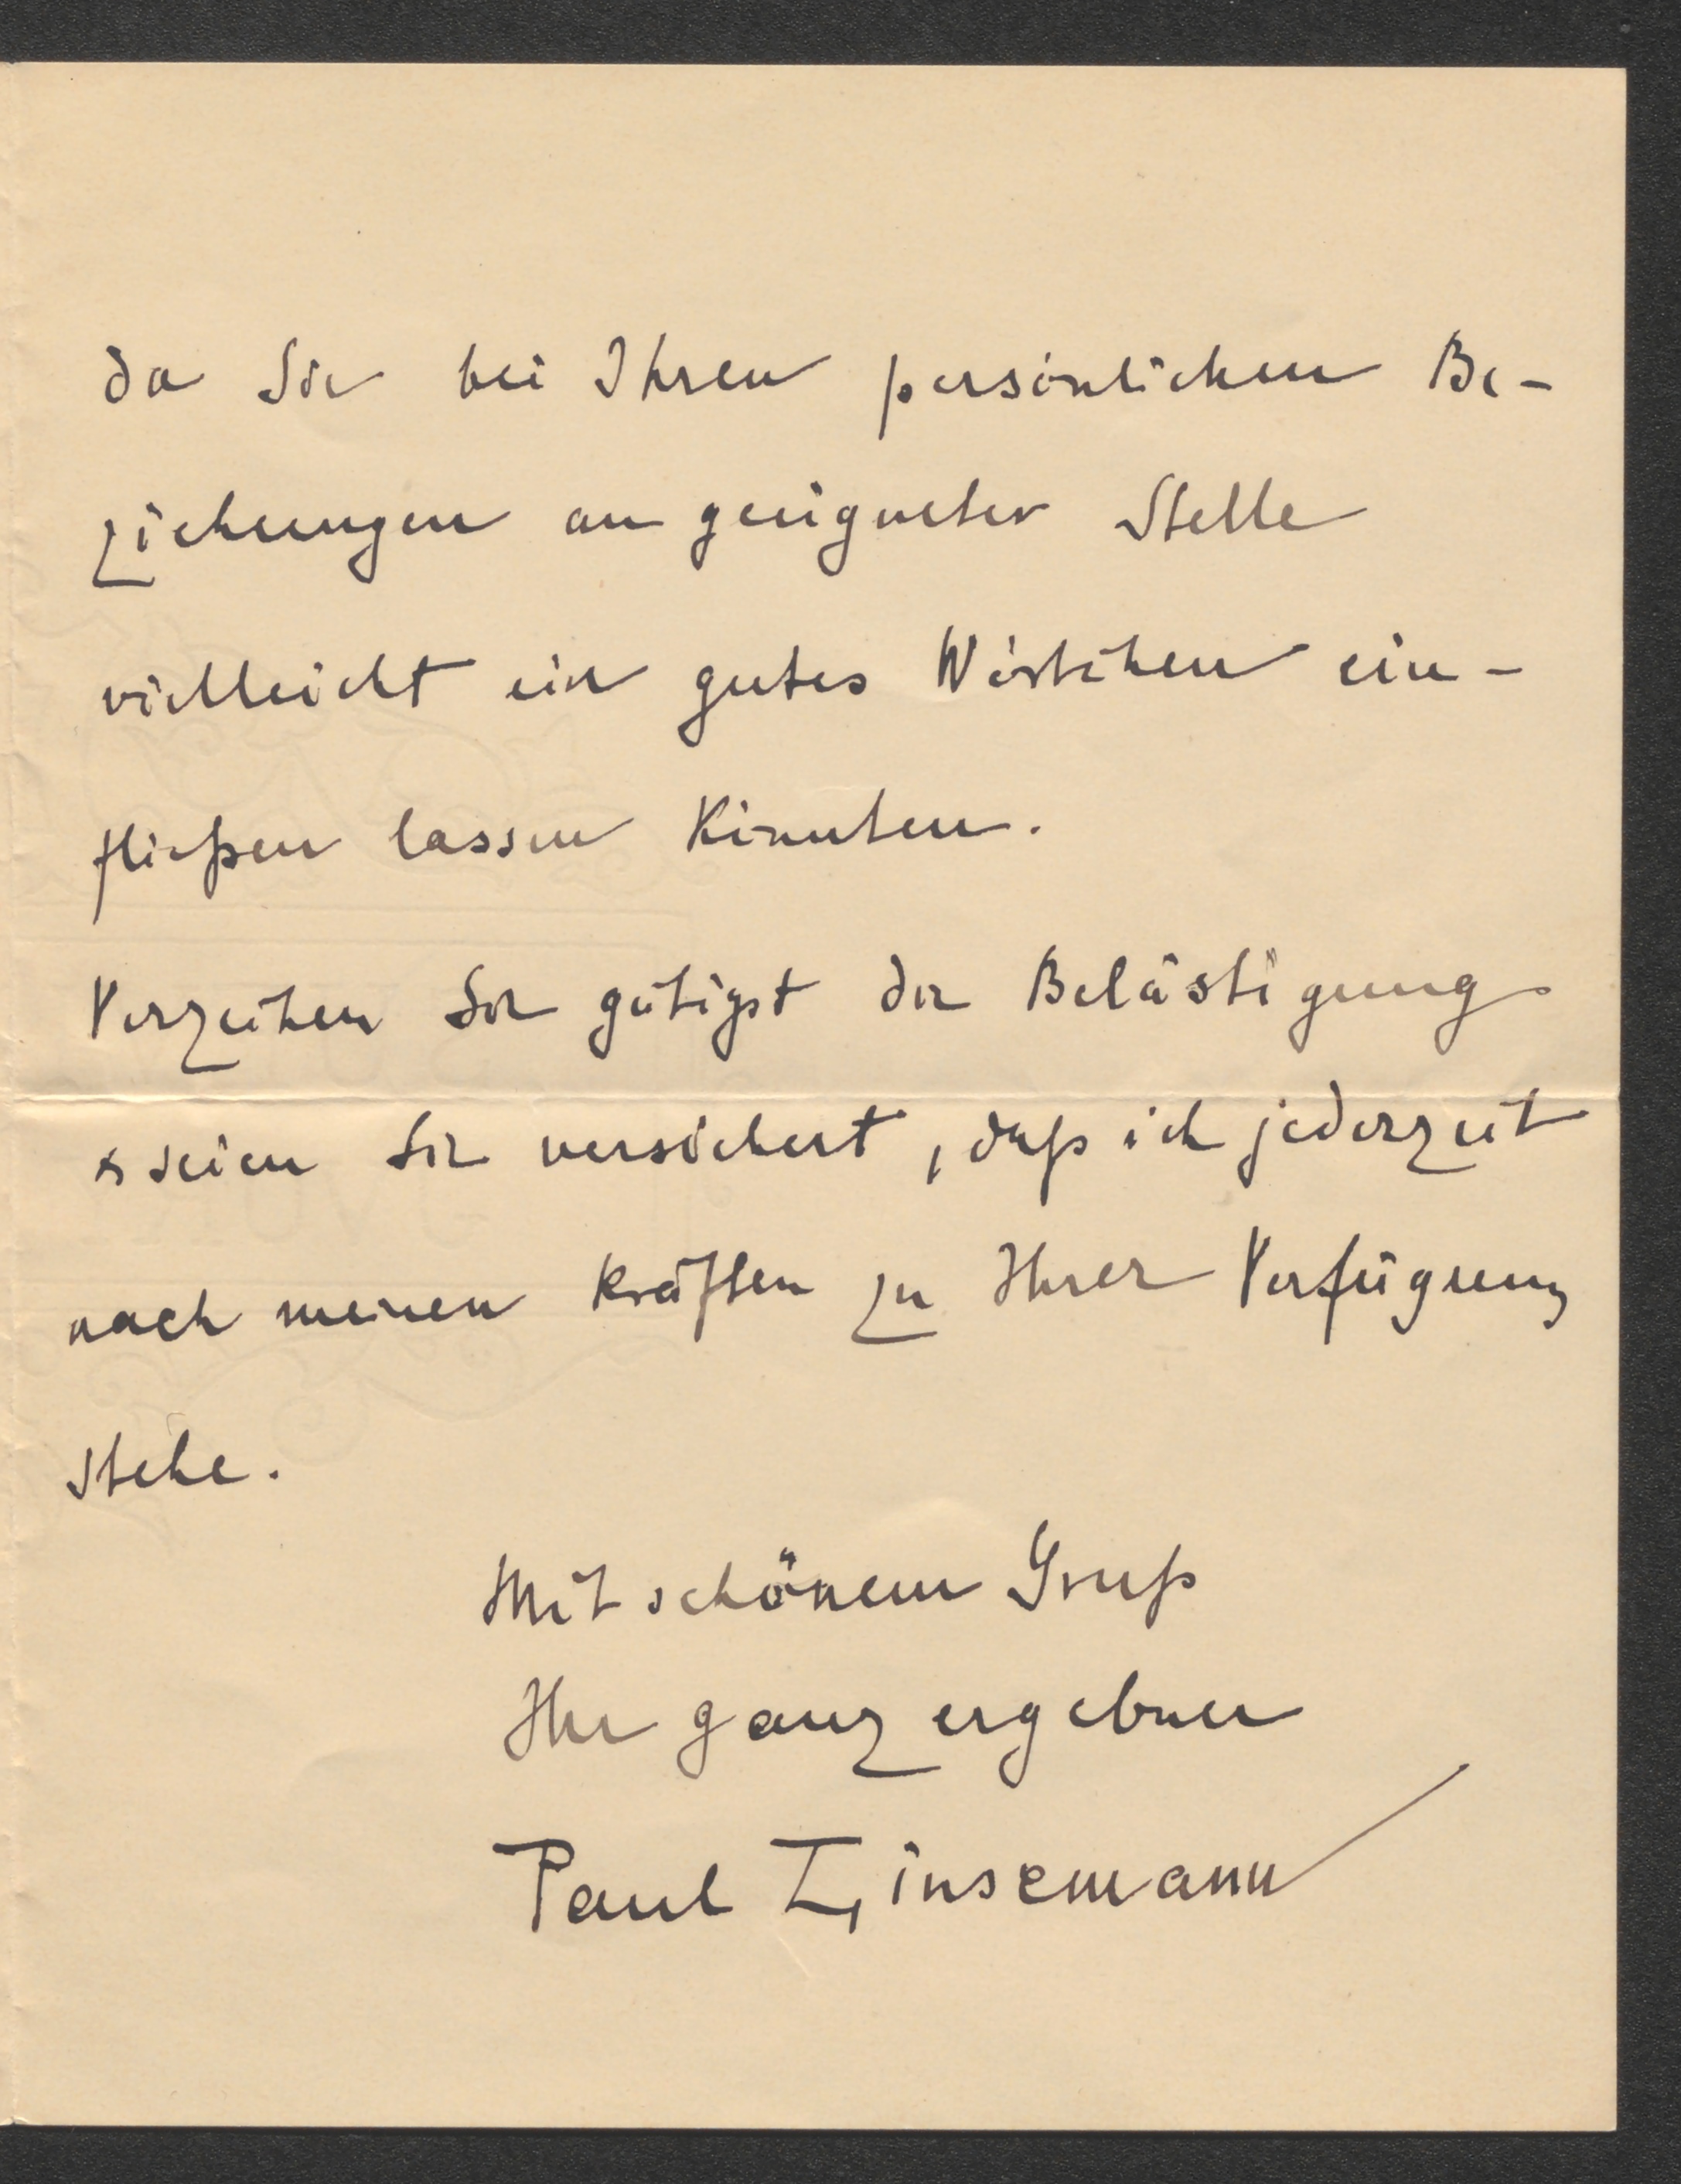 da Sie bei Ihren persönlichen Be-
ziehungen an geeigneter Stelle
vielleicht ein gutes Wörtchen ein-
fließen lassen könnten.
Verzeihen Sie gütigst die Belästigung
& seien Sie versichert, daß ich jederzeit
nach meinen Kräften zu Ihrer Verfügung
stehe.
Mit schönem Gruß
Ihr ganz ergebner
Paul Zinsemann